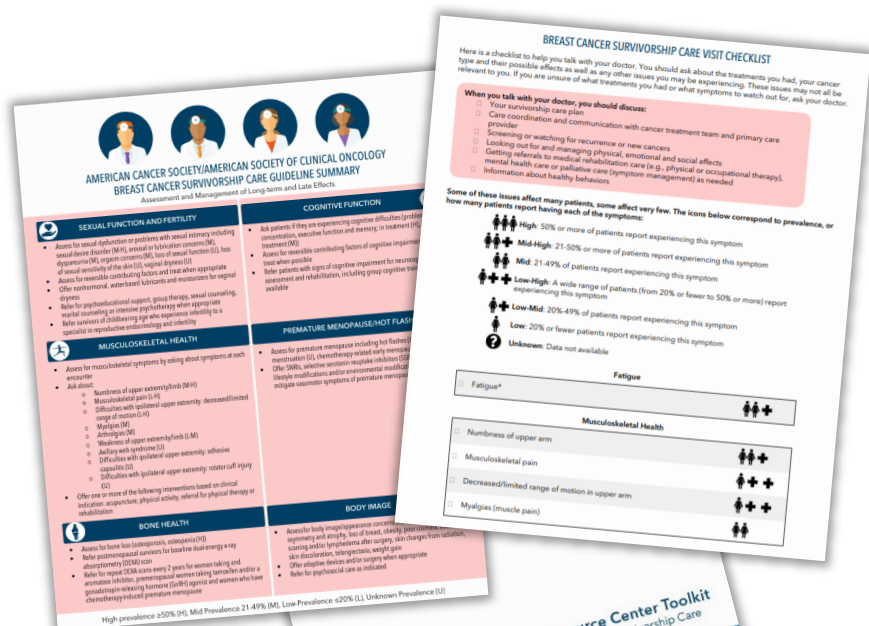 AMERICAN CANCER SOCIETY/AMERICAN SOCIETY OF CLINICAL ONCOLOGY
BREAST CANCER SURVIVORSHIP CARE GUIDELINE SUMMARY
Assessment and Management of Long-term and Late Effects
SEXUAL FUNCTION AND FERTILITY
Assess for sexual dysfunction or problems with sexual intimacy including
sexual desire disorder (M-H), arousal or lubrication concerns (M),
dyspareunia (M), orgasm concerns (M), loss of sexual function (U), loss
of sexual sensitivity of the skin (U), vaginal dryness (U)
Assess for reversible contributing factors and treat when appropriate
Offer nonhormonal, water-based lubricants and moisturizers for vaginal
dryness
Refer for psychoeducational support, group therapy, sexual counseling,
marital counseling or intensive psychotherapy when appropriate
Refer survivors of childbearing age who experience infertility to a
specialist in reproductive endocrinology and infertility
MUSCULOSKELETAL HEALTH
Assess for musculoskeletal symptoms by asking about symptoms at each
encounter
Ask about:
Numbness of upper extremity/limb (M-H)
Musculoskeletal pain (L-H)
Difficulties with ipsilateral upper extremity: decreased/limited
range of motion (L-H)
Myalgias (M)
Arthralgias (M)
Weakness of upper extremity/limb (L-M)
Axillary web syndrome (U)
Difficulties with ipsilateral upper extremity: adhesive
capsulitis (U)
Difficulties with ipsilateral upper extremity: rotator cuff injury
(U)
Offer one or more of the following interventions based on clinical
indication: acupuncture, physical activity, referral for physical therapy or
rehabilitation
BONE HEALTH
Assess for bone loss (osteoporosis, osteopenia (H))
Refer postmenopausal survivors for baseline dual-energy x-ray
absorptiometry (DEXA) scan
Refer for repeat DEXA scans every 2 years for women taking and
aromatase inhibitor, premenopausal women taking tamoxifen and/or a
gonadotropin-releasing hormone (GnRH) agonist and women who have
chemotherapy-induced premature menopause
COGNITIVE FUNCTION
Ask patients if they are experiencing cognitive difficulties
concentration, executive function and memory; in treatment (H),
treatment (M))
Assess for reversible contributing factors of cognitive
treat when possible
Refer patients with signs of cognitive impairment for
assessment and rehabilitation, including group cognitive
available
PREMATURE MENOPAUSE/HOT
Assess for premature menopause including hot flashes
menstruation (U), chemotherapy-related early
Offer SNRIs, selective serotonin reuptake inhibitors
lifestyle modifications and/or environmental
mitigate vasomotor symptoms of premature
BODY IMAGE
Assess for body image/appearance
asymmetry and atrophy, loss of breast, obesity, poor cosmetic
scarring and/or lymphedema after surgery, skin changes from radiation,
skin discoloration, telangiectasis, weight gain
Offer adaptive devices and/or surgery when appropriate
Refer for psychosocial care as indicated
High prevalence ≥50% (H), Mid Prevalence 21-49% (M), Low Prevalence ≤20% (L), Unknown Prevalence (U)
BREAST CANCER SURVIVORSHIP CARE VISIT CHECKLIST
Here is a checklist to help you talk with your doctor. You should ask about the treatments you had, your cancer
type and their possible effects as well as any other issues you may be experiencing. These issues may not all be
relevant to you. If you are unsure of what treatments you had or what symptoms to watch out for, ask your doctor.
When you talk with your doctor, you should discuss:
Your survivorship care plan
Care coordination and communication with cancer treatment team and primary care
provider
Screening or watching for recurrence or new cancers
Looking out for and managing physical, emotional and social effects
Getting referrals to medical rehabilitation care (e.g., physical or occupational therapy),
mental health care or palliative care (symptom management) as needed
Information about healthy behaviors
Some of these issues affect many patients, some affect very few. The icons below correspond to prevalence, or
how many patients report having each of the symptoms:
High: 50% or more of patients report experiencing this symptom
Mid-High: 21-50% or more of patients report experiencing this symptom
Mid: 21-49% of patients report experiencing this symptom
Low-High: A wide range of patients (from 20% or fewer to 50% or more) report
experiencing this symptom
Low-Mid: 20%-49% of patients report experiencing this symptom
Low: 20% or fewer patients report experiencing this symptom
Unknown: Data not available
Fatigue
Fatigue*
Musculoskeletal Health
Numbness of upper arm
Musculoskeletal pain
Decreased/limited range of motion in upper arm
Myalgias (muscle pain)
Center Toolkit
Care